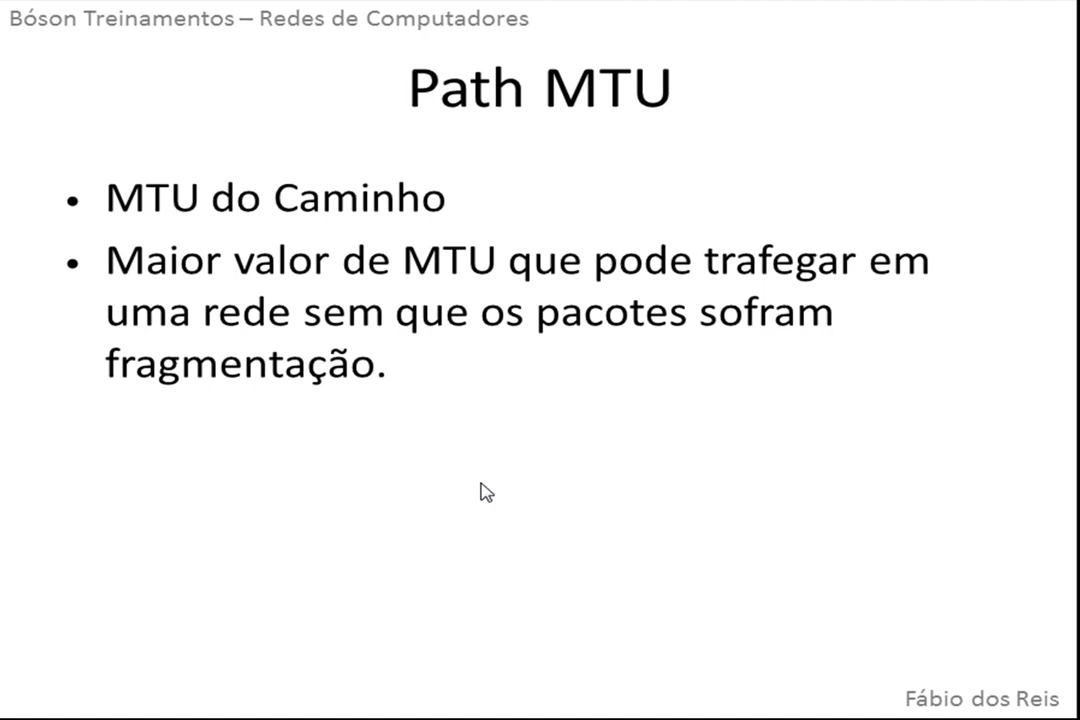 Bóson Treinamentos – Redes de Computadores
Path MTU
• MTU do Caminho
• Maior valor de MTU que pode trafegar em
uma rede sem que os pacotes sofram
fragmentação.
Fábio dos Reis